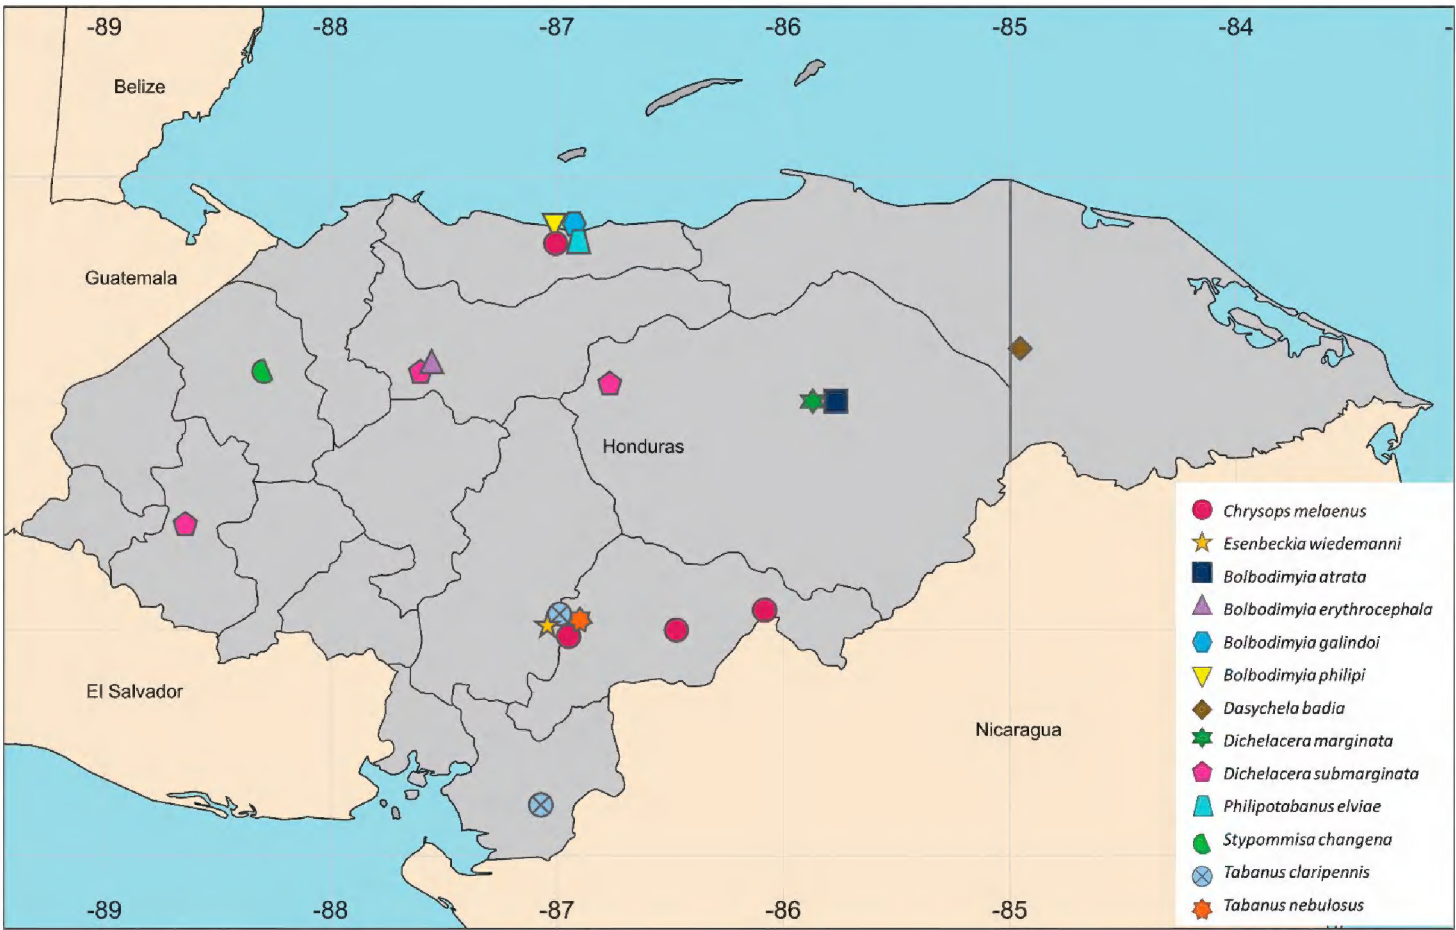 -89 -88 -87 -86 -85 -84
Belize
Guatemala
Honduras
El Salvador
Nicaragua
Chrysops melaenus
Esenbeckia wiedemanni
Bolbodimyia atrata
Bolbodimyia erythrocephala
Bolbodimyia galindoi
Bolbodimyia philipi
Dasychela badia
Dichelacera marginata
Dichelacera submarginata
Philipotabanus elviae
Stypommisa changena
Tabanus claripennis
Tabanus nebulosus
-89 -88 -87 -86 -85